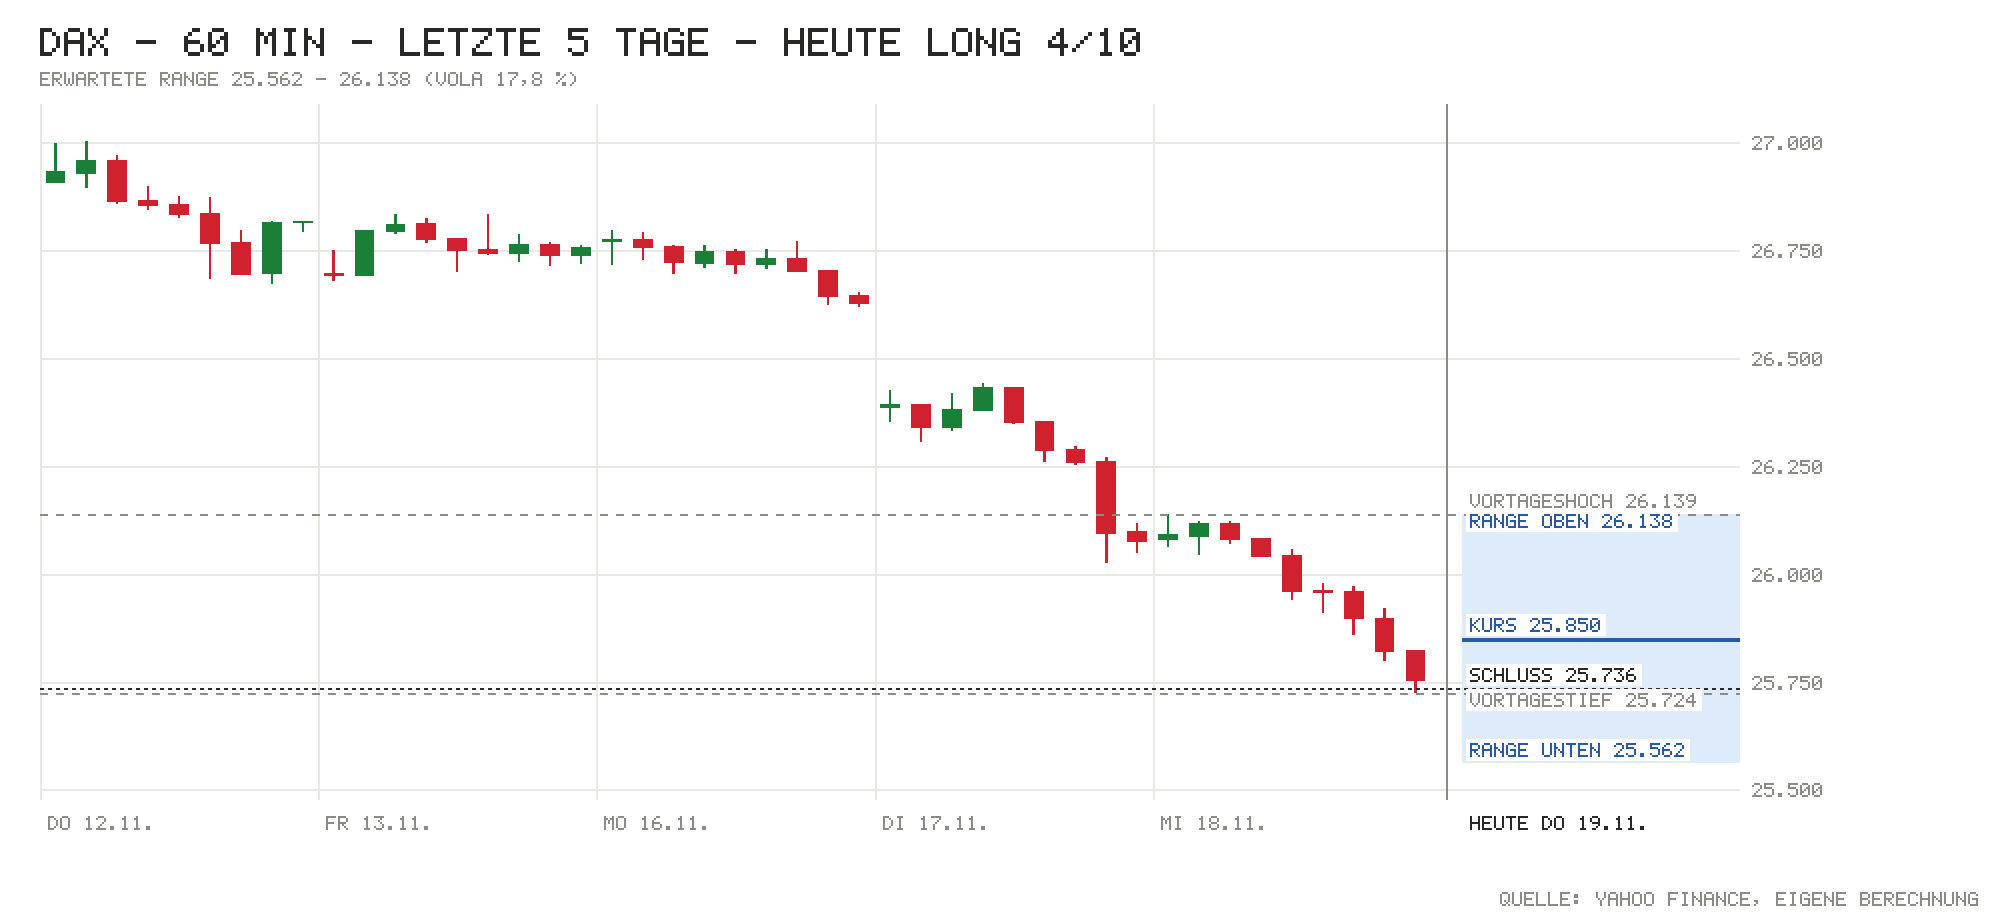 DAX - 60 MIN - LETZTE 5 TAGE - HEUTE LONG 4/10
ERWARTETE RANGE 25.562 - 26.138 (VOLA 17,8 %)
27.000
26.750
26.500
26.250
26.000
25.750
25.500
VORTAGESHOCH 26.139
RANGE OBEN 26.138
KURS 25.850
SCHLUSS 25.736
VORTAGESTIEF 25.724
RANGE UNTEN 25.562
DO 12.11.
FR 13.11.
MO 16.11.
DI 17.11.
MI 18.11.
HEUTE DO 19.11.
QUELLE: YAHOO FINANCE, EIGENE BERECHNUNG